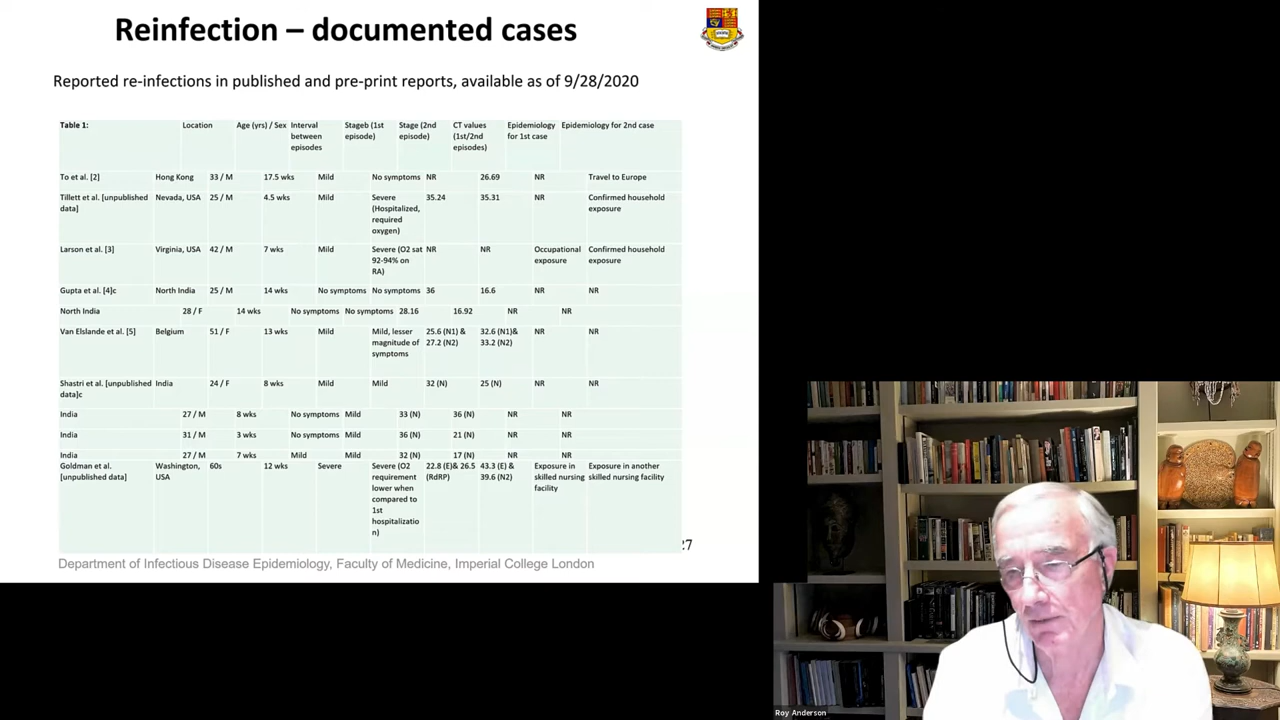 Reinfection – documented cases
Reported re-infections in published and pre-print reports, available as of 9/28/2020
Table 1: Location Age (yrs) / Sex Interval between episodes Stageb (1st episode) Stage (2nd episode) CT values (1st/2nd episodes) Epidemiology for 1st case Epidemiology for 2nd case
To et al. [2] Hong Kong 33 / M 17.5 wks Mild No symptoms NR 26.69 NR Travel to Europe
Tillett et al. [unpublished data] Nevada, USA 25 / M 4.5 wks Mild Severe (Hospitalized, required oxygen) 35.24 35.31 NR Confirmed household exposure
Larson et al. [3] Virginia, USA 42 / M 7 wks Mild Severe (O2 sat 92-94% on RA) NR NR Occupational exposure Confirmed household exposure
Gupta et al. [4]c North India 25 / M 14 wks No symptoms No symptoms 36 16.6 NR NR
North India 28 / F 14 wks No symptoms No symptoms 28.16 16.92 NR NR
Van Elslande et al. [5] Belgium 51 / F 13 wks Mild Mild, lesser magnitude of symptoms 25.6 (N1) & 27.2 (N2) 32.6 (N1)& 33.2 (N2) NR NR
Shastri et al. [unpublished data]c India 24 / F 8 wks Mild Mild 32 (N) 25 (N) NR NR
India 27 / M 8 wks No symptoms Mild 33 (N) 36 (N) NR NR
India 31 / M 3 wks No symptoms Mild 36 (N) 21 (N) NR NR
India 27 / M 7 wks Mild Mild 32 (N) 17 (N) NR NR
Goldman et al. [unpublished data] Washington, USA 60s 12 wks Severe Severe (O2 requirement lower when compared to 1st hospitalization) 22.8 (E)& 26.5 (RdRP) 43.3 (E) & 39.6 (N2) Exposure in skilled nursing facility Exposure in another skilled nursing facility
27
Department of Infectious Disease Epidemiology, Faculty of Medicine, Imperial College London
Roy Anderson